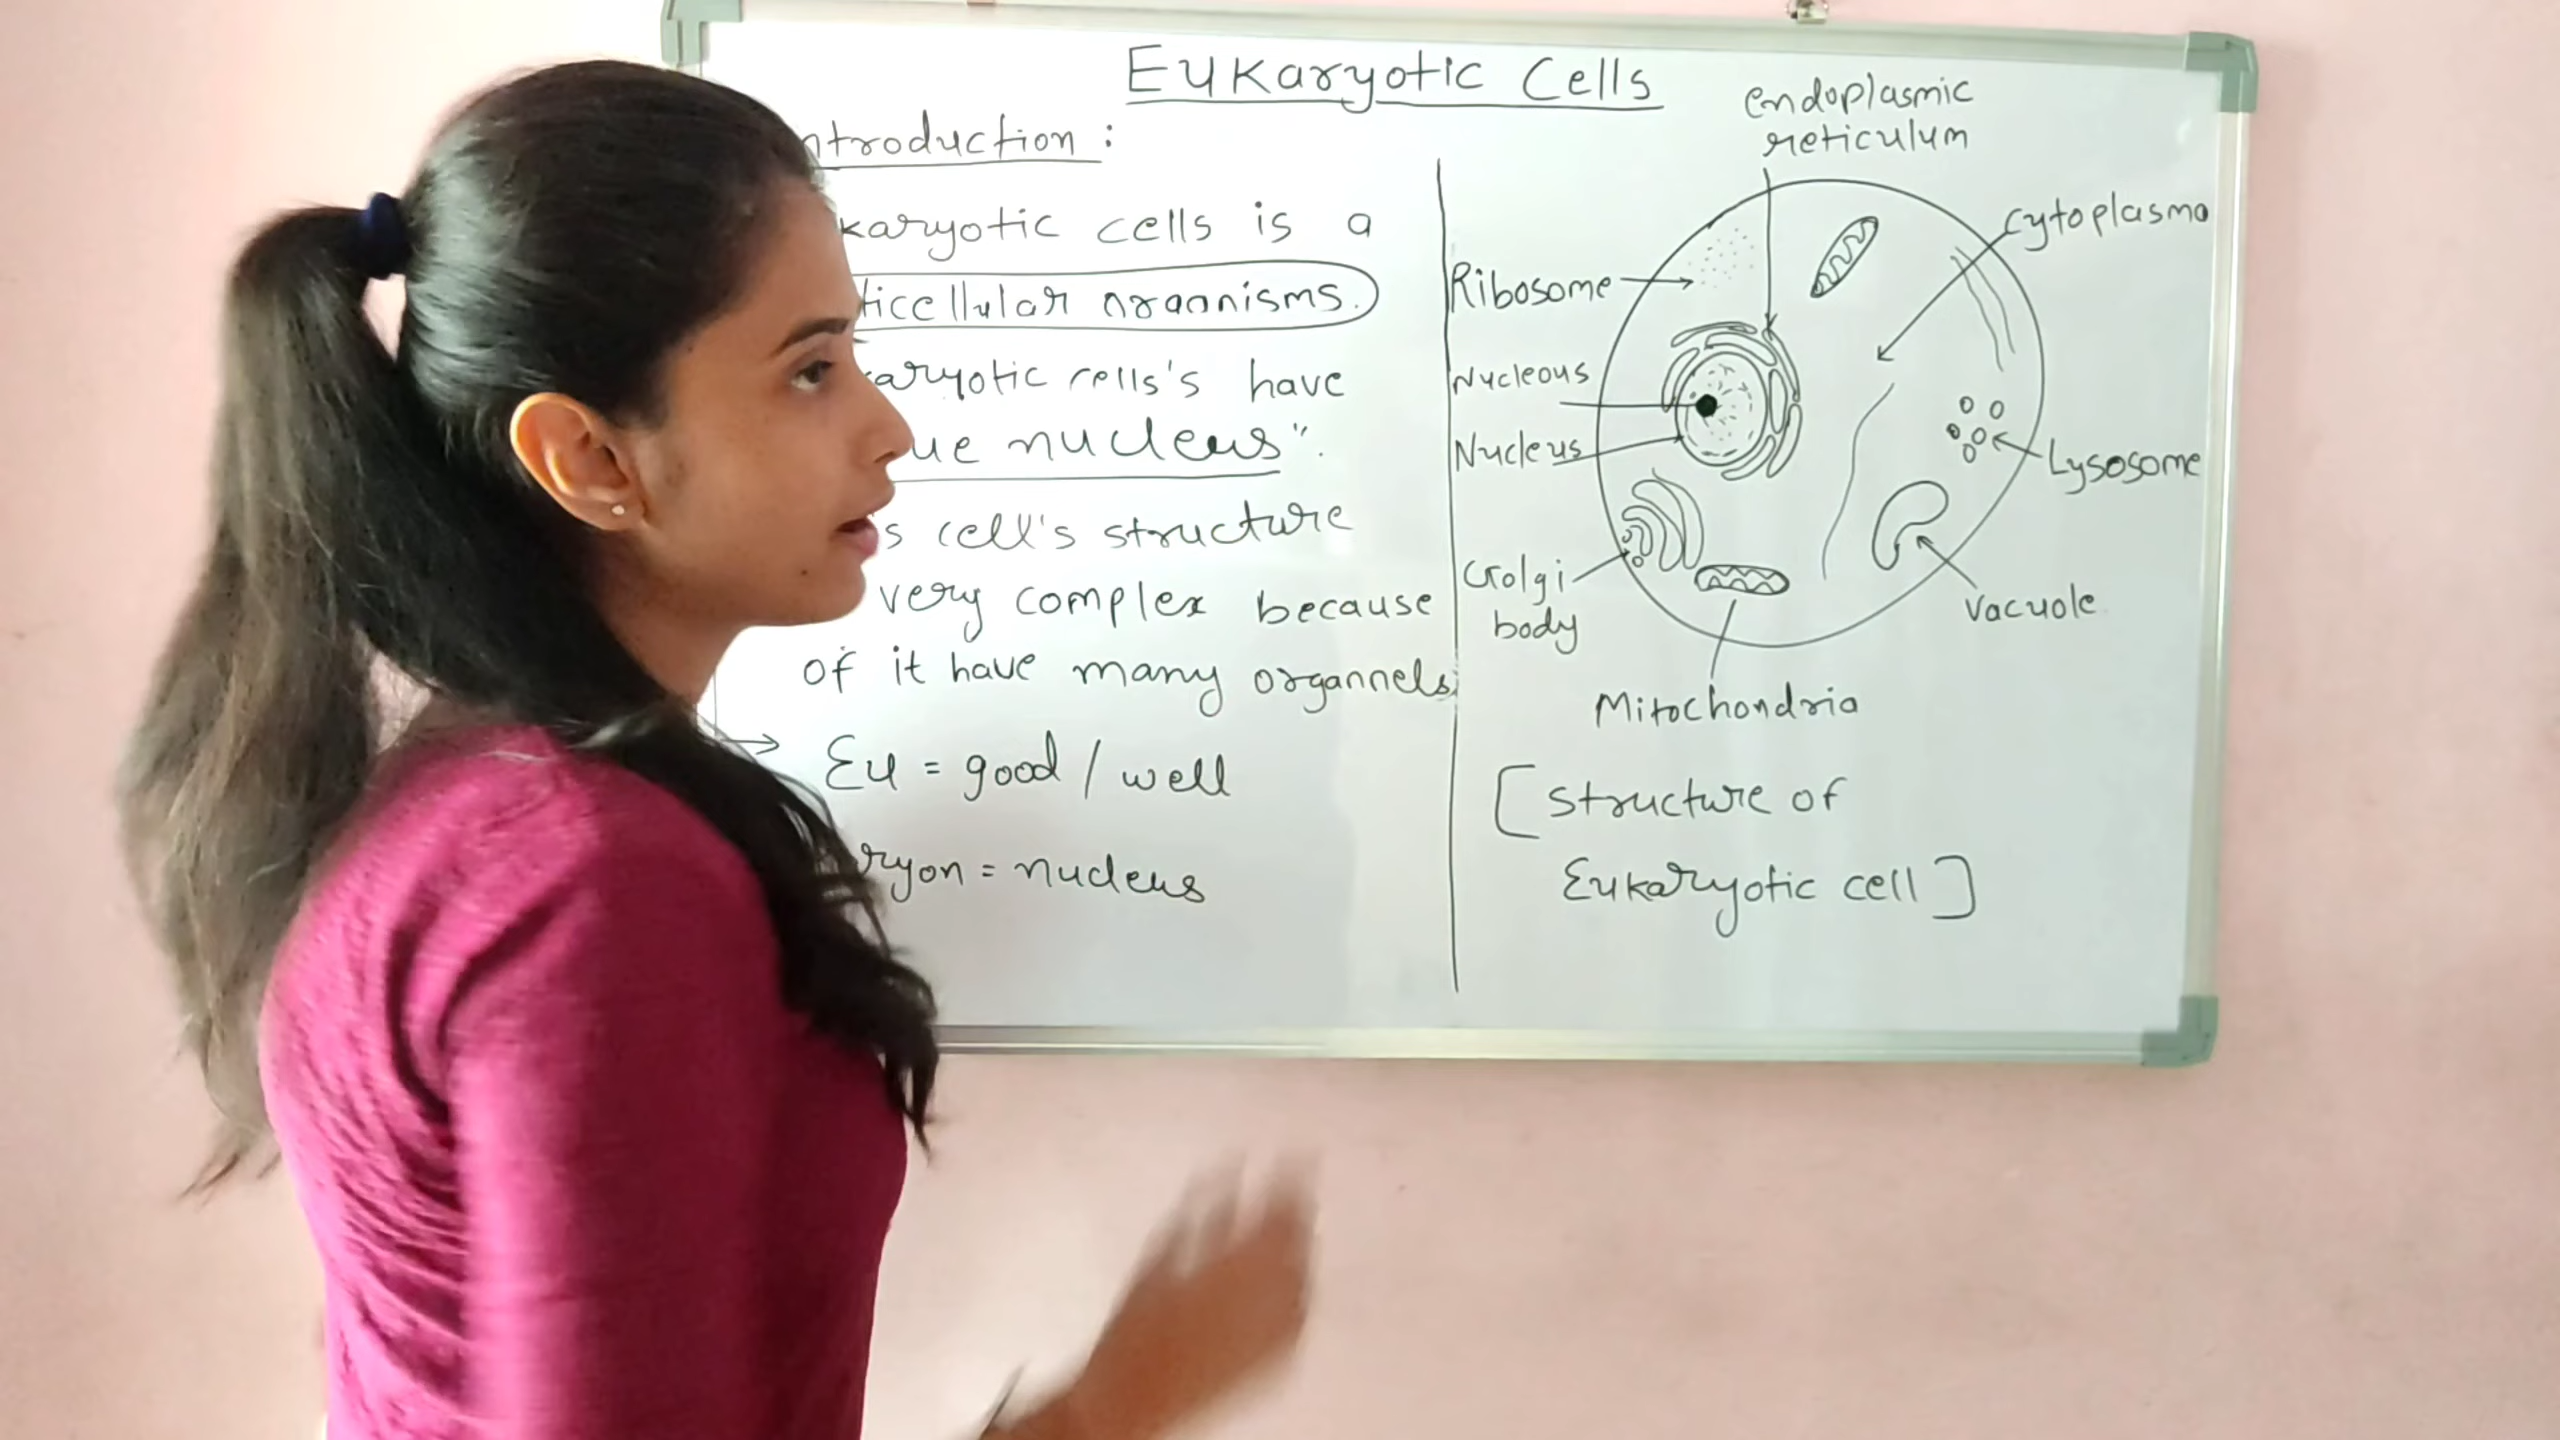 Eukaryotic Cells
ntroduction :
karyotic cells is a
ticellular organisms.
aryotic cells's have
ue nucleus".
s cell's structure
very complex because
of it have many organnels
→ Eu = good / well
ryon = nucleus
endoplasmic
reticulum
cytoplasma
Ribosome
Nucleous
Nucleus
Lysosome
Golgi
body
vacuole
Mitochondria
[structure of
Eukaryotic cell]